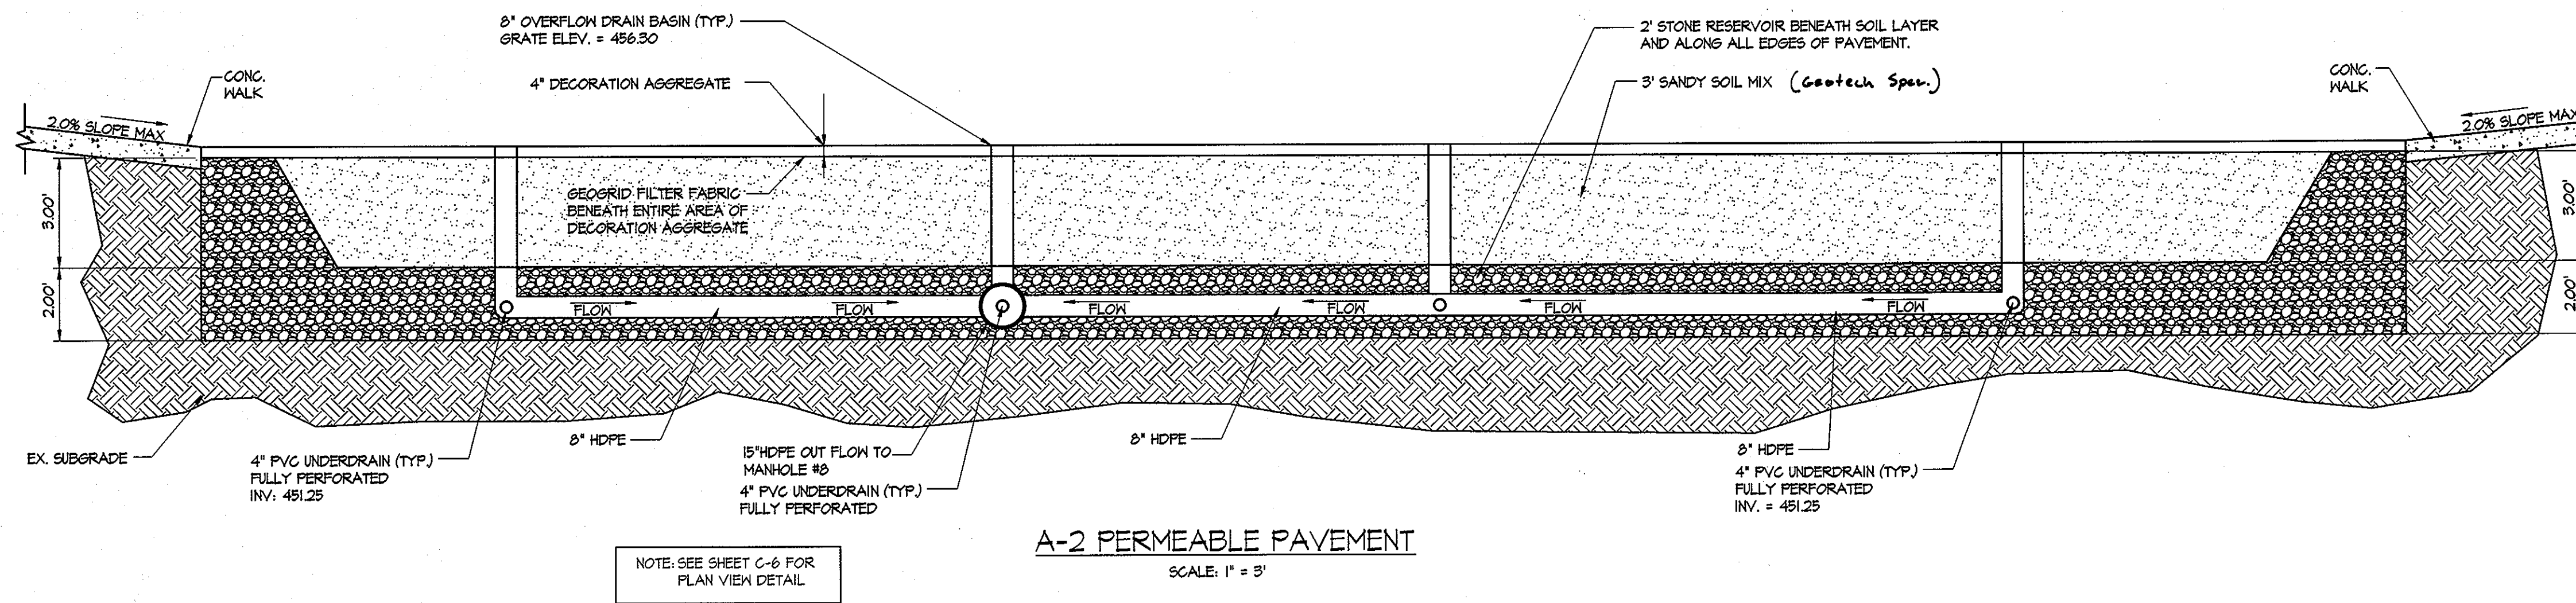 8" OVERFLOW DRAIN BASIN (TYP.)
GRATE ELEV. = 456.30
4" DECORATION AGGREGATE
2' STONE RESERVOIR BENEATH SOIL LAYER
AND ALONG ALL EDGES OF PAVEMENT.
3' SANDY SOIL MIX (Geotech Spec.)
CONC.
WALK
CONC.
WALK
2.0% SLOPE MAX
2.0% SLOPE MAX
GEOGRID FILTER FABRIC
BENEATH ENTIRE AREA OF
DECORATION AGGREGATE
3.00'
3.00'
2.00'
2.00'
FLOW
FLOW
FLOW
FLOW
FLOW
FLOW
EX. SUBGRADE
4" PVC UNDERDRAIN (TYP.)
FULLY PERFORATED
INV: 451.25
8" HDPE
15"HDPE OUT FLOW TO
MANHOLE #8
4" PVC UNDERDRAIN (TYP.)
FULLY PERFORATED
8" HDPE
8" HDPE
4" PVC UNDERDRAIN (TYP.)
FULLY PERFORATED
INV. = 451.25
A-2 PERMEABLE PAVEMENT
SCALE: 1" = 3'
NOTE: SEE SHEET C-6 FOR
PLAN VIEW DETAIL